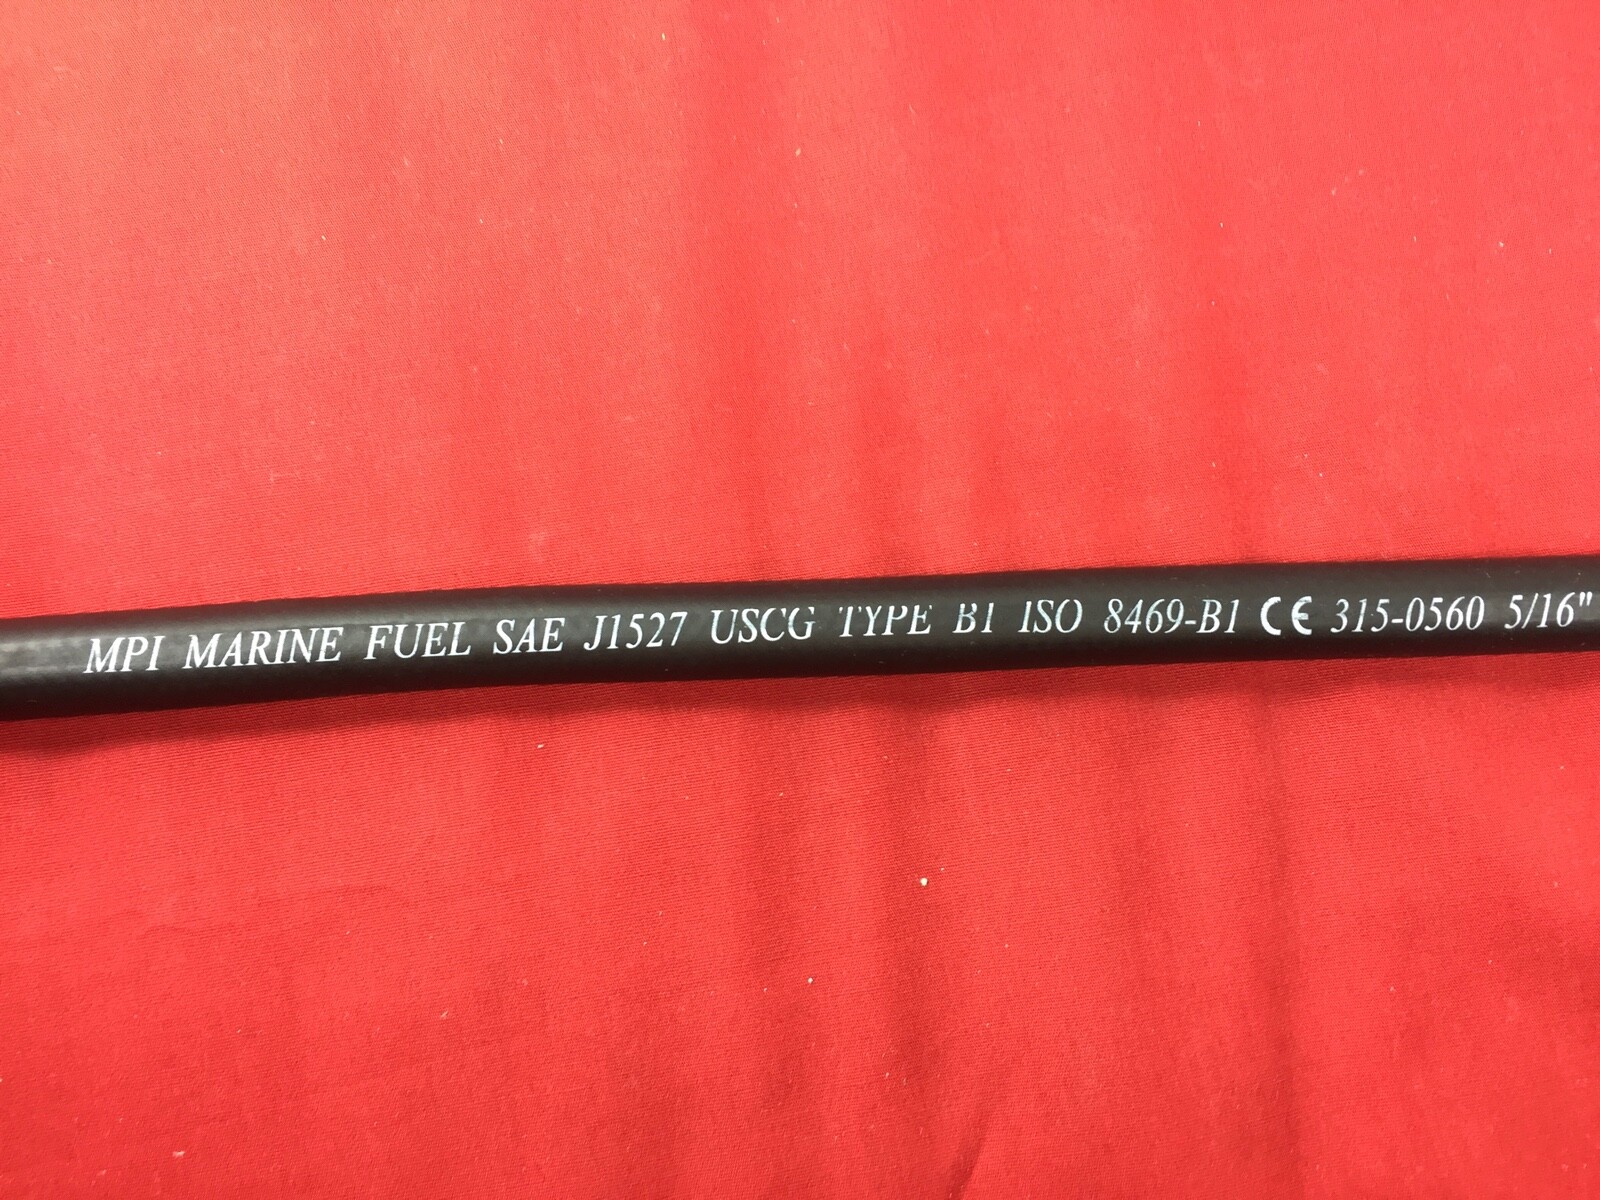 MPI MARINE FUEL SAE J1527 USCG TYPE B1 ISO 8469-B1 CE 315-0560 5/16"